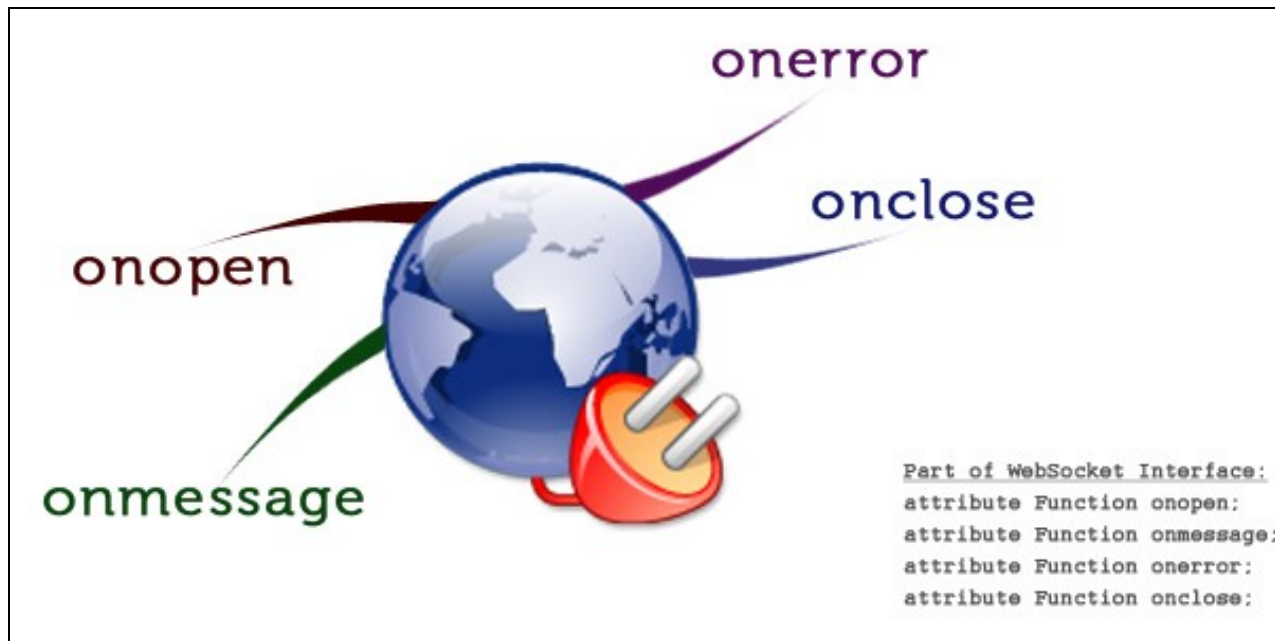 onerror
onclose
onopen
onmessage
Part of WebSocket Interface:
attribute Function onopen;
attribute Function onmessage;
attribute Function onerror;
attribute Function onclose;